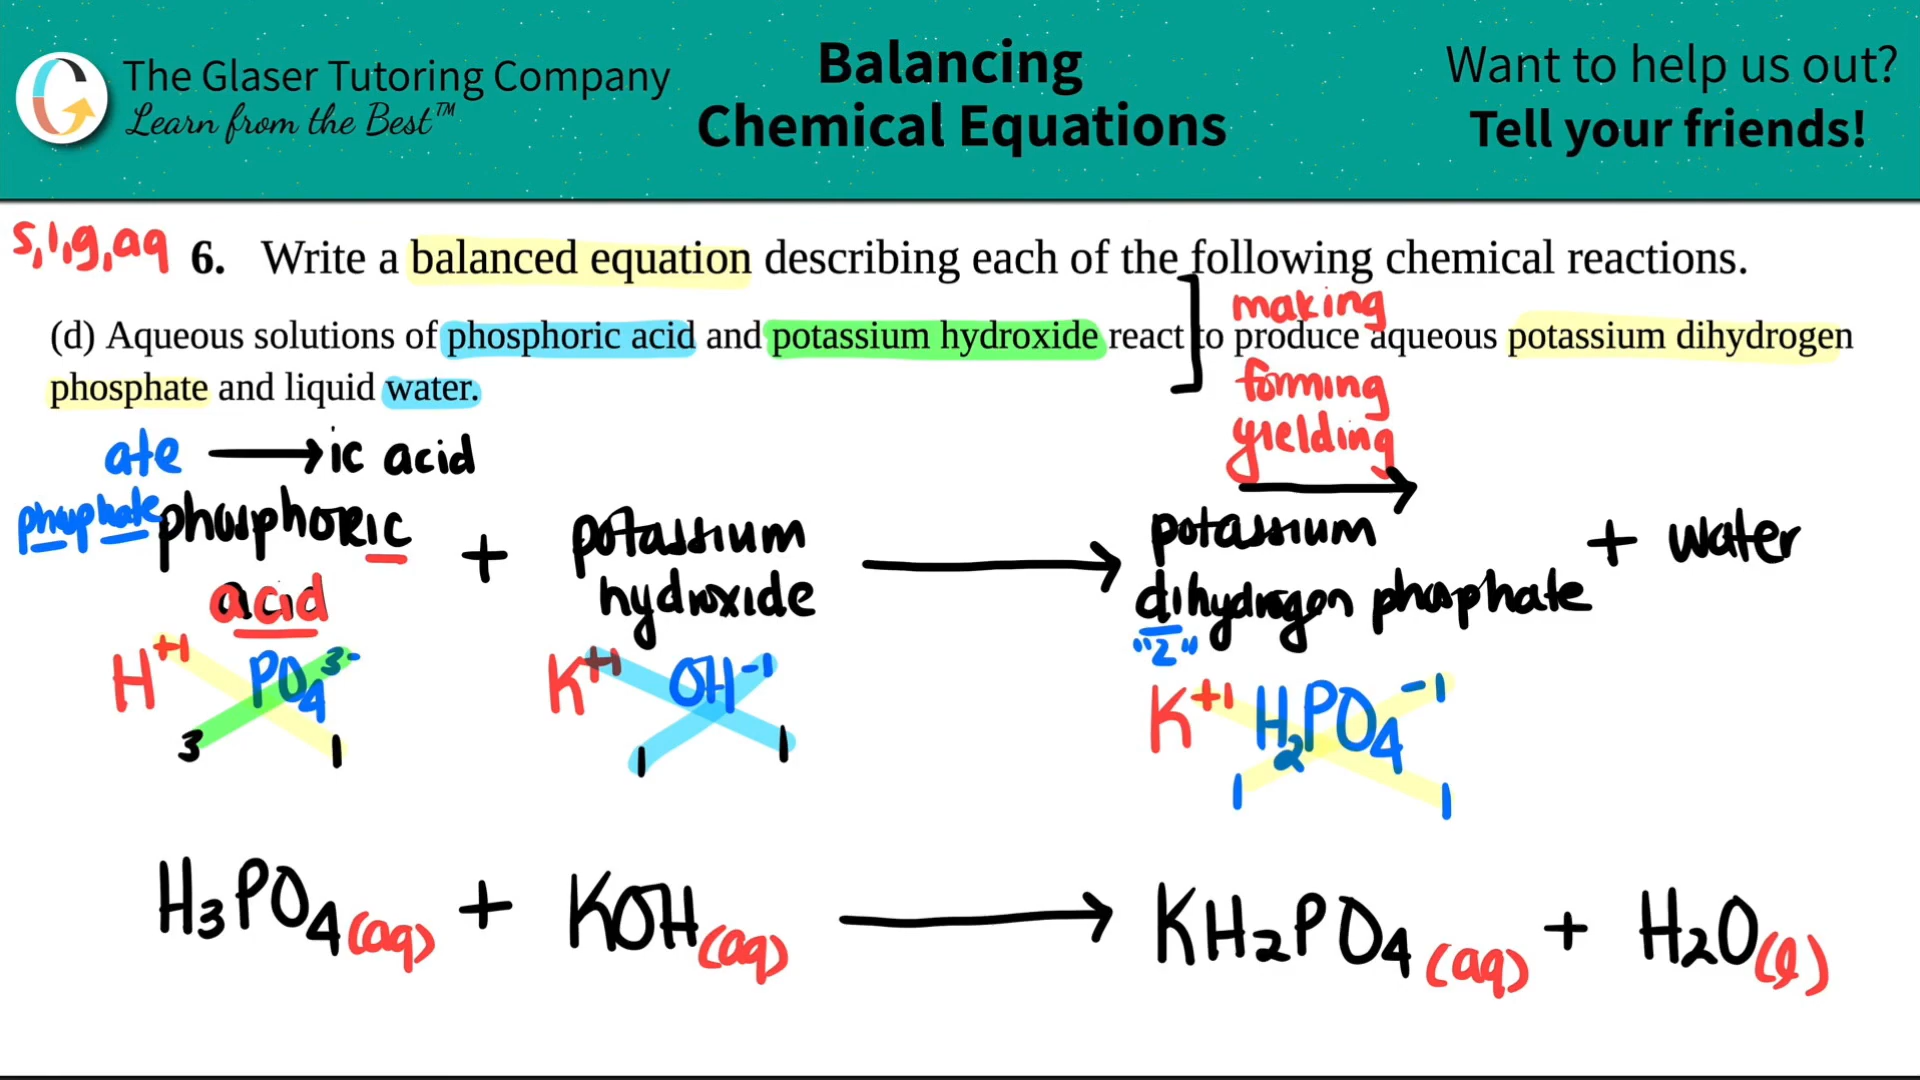 The Glaser Tutoring Company
Learn from the Best™
Balancing
Chemical Equations
Want to help us out?
Tell your friends!
s, l, g, aq
6. Write a balanced equation describing each of the following chemical reactions.
making
(d) Aqueous solutions of phosphoric acid and potassium hydroxide react to produce aqueous potassium dihydrogen
phosphate and liquid water.
forming
yielding
ate → ic acid
phosphate phosphoric acid + potassium hydroxide → potassium dihydrogen phosphate + water
"2"
H+1 PO4 3-
3 1
K+1 OH-1
1 1
K+1 H2PO4 -1
1 1
H3PO4(aq) + KOH(aq) → KH2PO4(aq) + H2O(l)